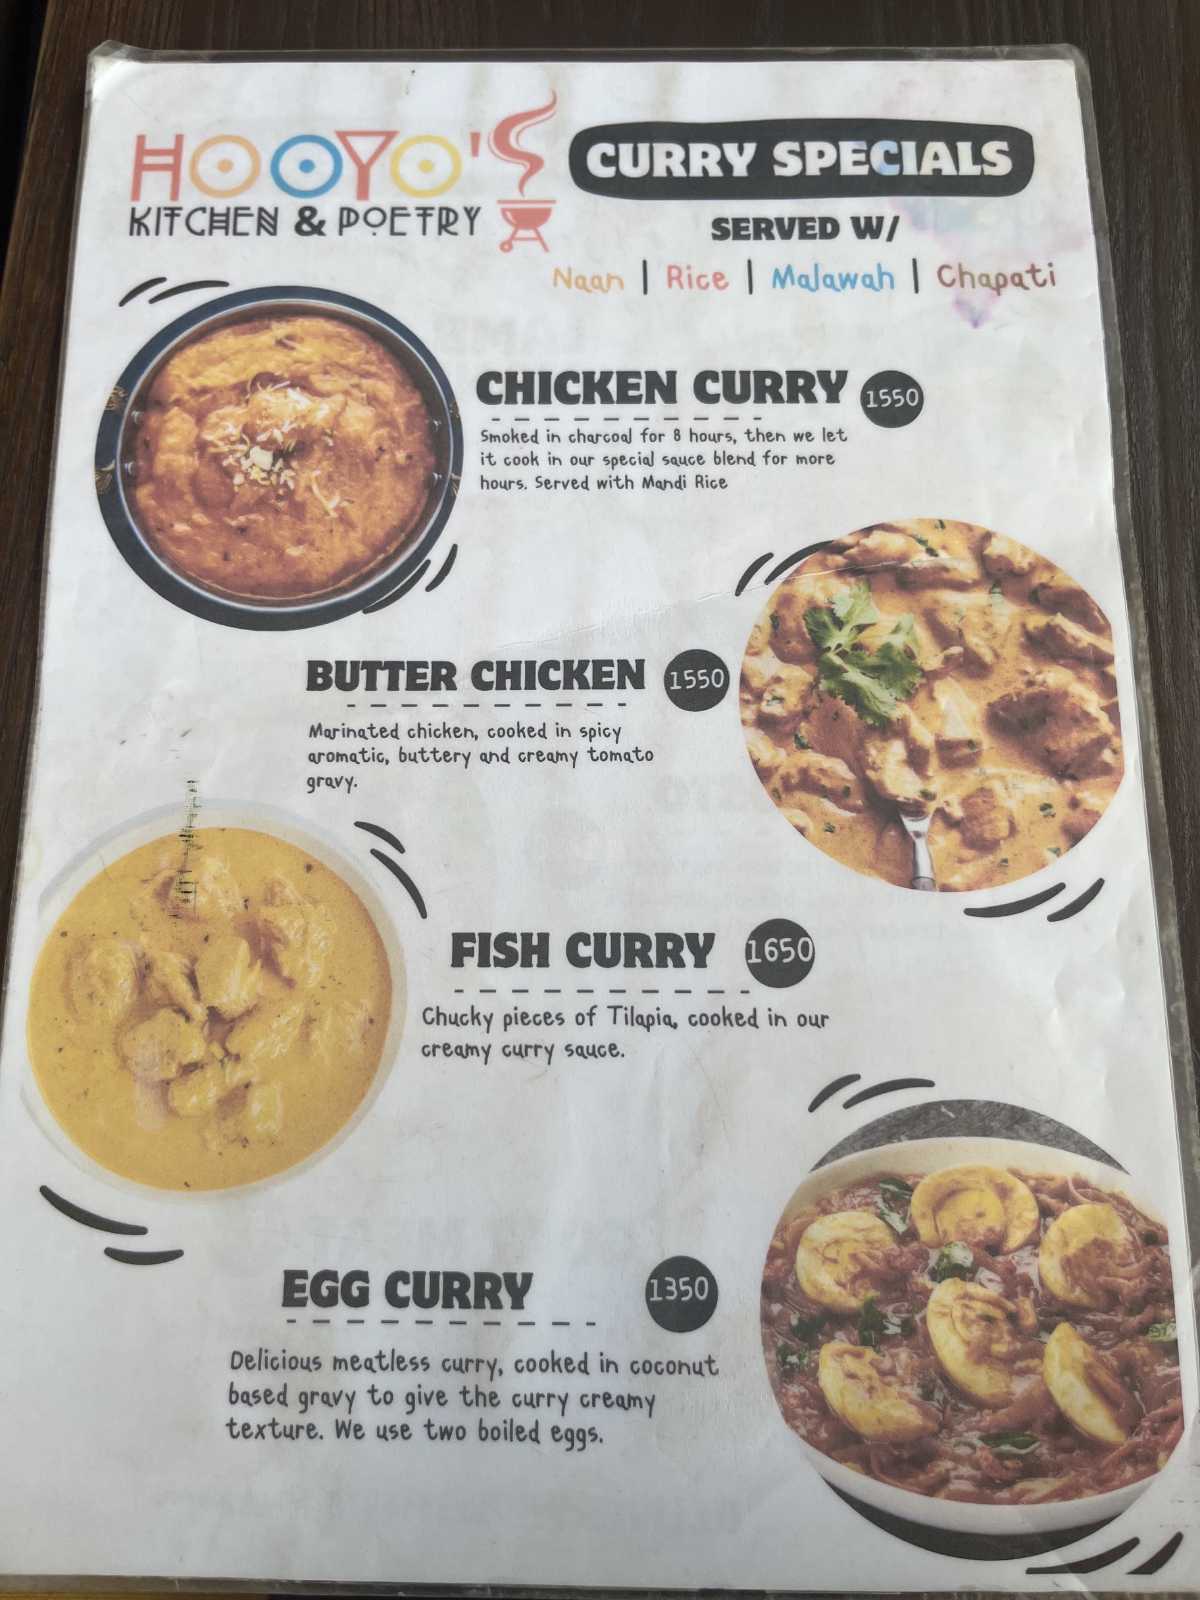 HOOYO'S
KITCHEN & POETRY
CURRY SPECIALS
SERVED W/
Naan | Rice | Malawah | Chapati
CHICKEN CURRY 1550
Smoked in charcoal for 8 hours, then we let
it cook in our special sauce blend for more
hours. Served with Mandi Rice
BUTTER CHICKEN 1550
Marinated chicken, cooked in spicy
aromatic, buttery and creamy tomato
gravy.
FISH CURRY 1650
Chucky pieces of Tilapia, cooked in our
creamy curry sauce.
EGG CURRY 1350
Delicious meatless curry, cooked in coconut
based gravy to give the curry creamy
texture. We use two boiled eggs.